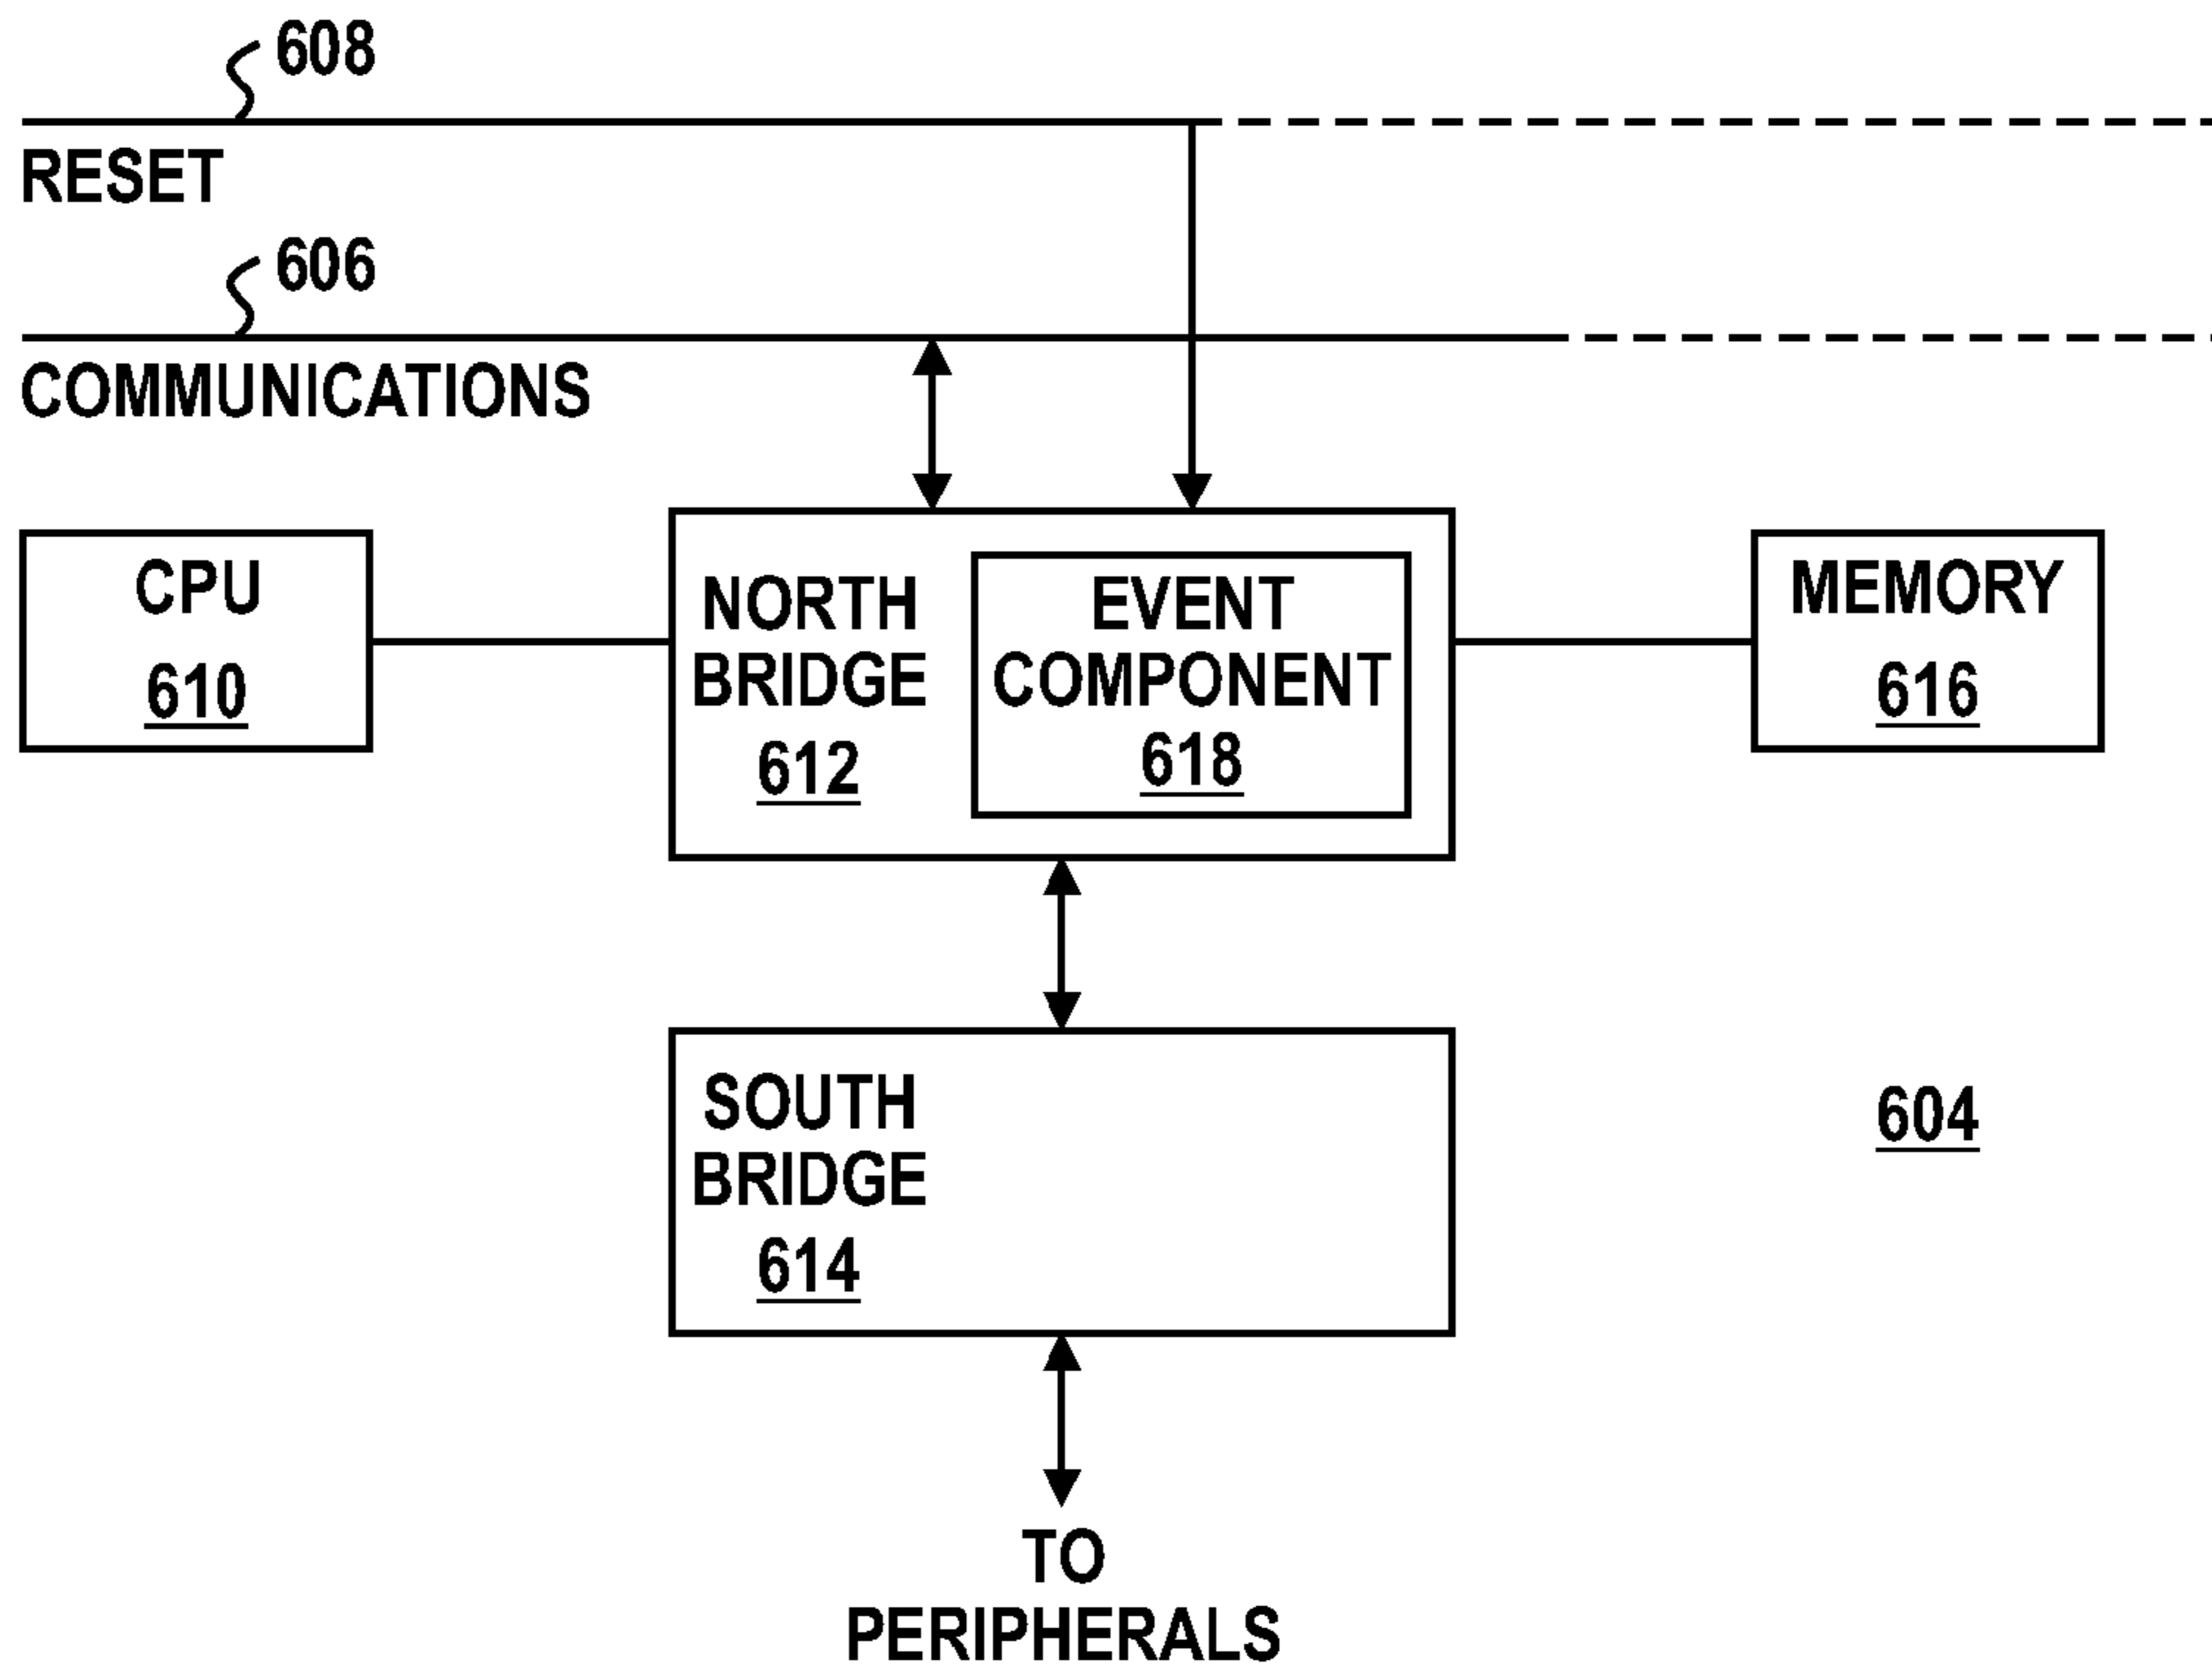 608
RESET
606
COMMUNICATIONS
CPU
610
NORTH
BRIDGE
612
EVENT
COMPONENT
618
MEMORY
616
SOUTH
BRIDGE
614
604
TO
PERIPHERALS